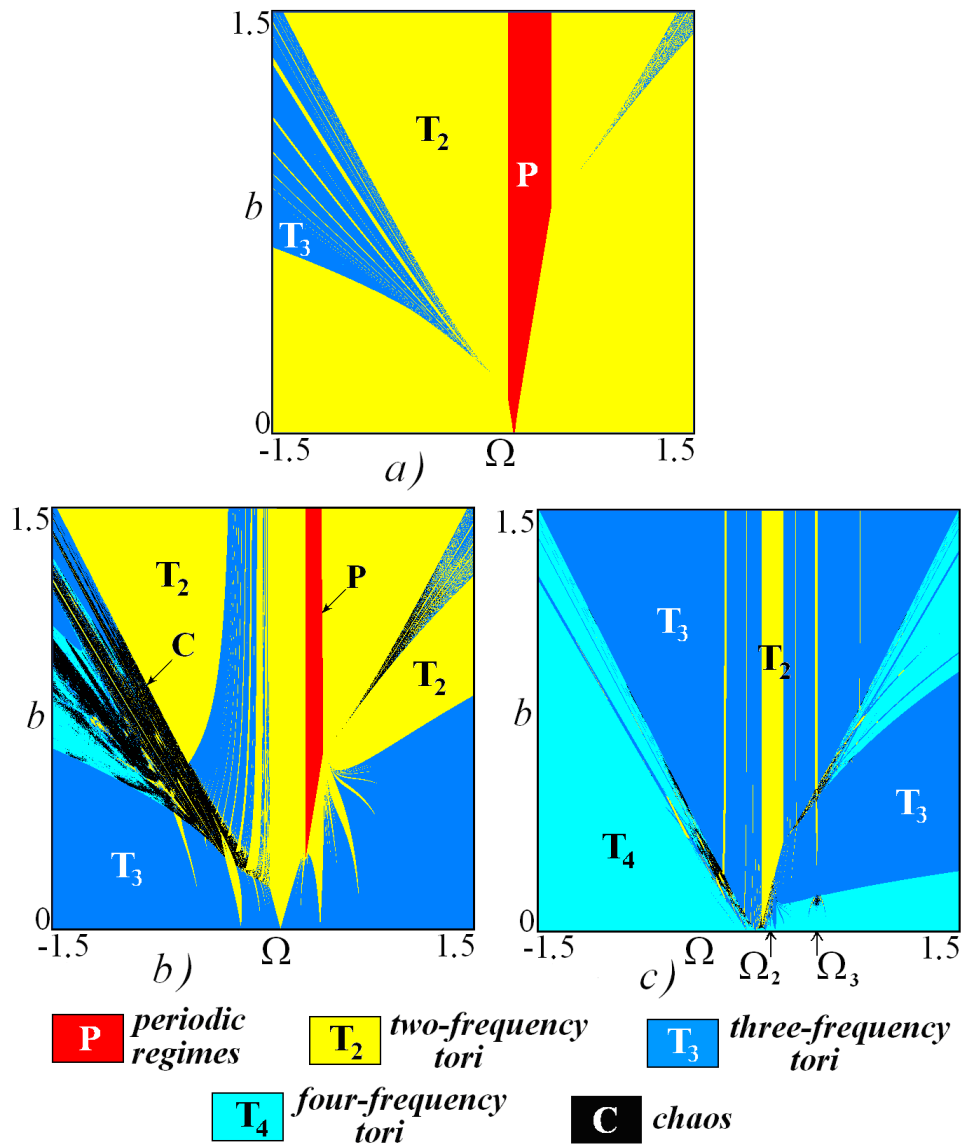 1.5
T2
P
b
T3
0
-1.5
Ω
1.5
a)
1.5
T2
P
C
T2
b
T3
0
-1.5
Ω
1.5
b)
1.5
T3
T2
b
T3
T4
0
-1.5
Ω
Ω2
Ω3
1.5
c)
P periodic regimes
T2 two-frequency tori
T3 three-frequency tori
T4 four-frequency tori
C chaos